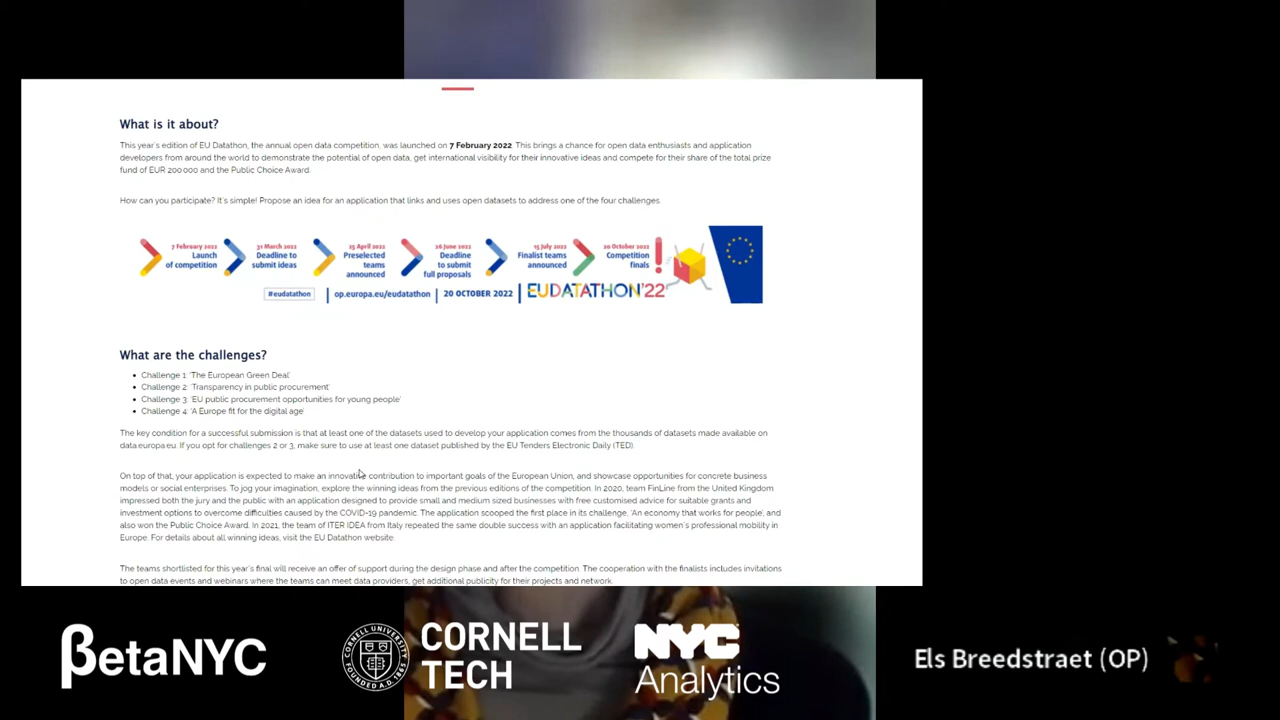 What is it about?
This year's edition of EU Datathon, the annual open data competition, was launched on 7 February 2022. This brings a chance for open data enthusiasts and application
developers from around the world to demonstrate the potential of open data, get international visibility for their innovative ideas and compete for their share of the total prize
fund of EUR 200 000 and the Public Choice Award.
How can you participate? It's simple! Propose an idea for an application that links and uses open datasets to address one of the four challenges.
7 February 2022
Launch
of competition
31 March 2022
Deadline to
submit ideas
25 April 2022
Preselected
teams
announced
26 June 2022
Deadline
to submit
full proposals
15 July 2022
Finalist teams
announced
20 October 2022
Competition
finals
#eudatathon | op.europa.eu/eudatathon | 20 OCTOBER 2022 | EUDATATHON'22
What are the challenges?
• Challenge 1: 'The European Green Deal'
• Challenge 2: 'Transparency in public procurement'
• Challenge 3: 'EU public procurement opportunities for young people'
• Challenge 4: 'A Europe fit for the digital age'
The key condition for a successful submission is that at least one of the datasets used to develop your application comes from the thousands of datasets made available on
data.europa.eu. If you opt for challenges 2 or 3, make sure to use at least one dataset published by the EU Tenders Electronic Daily (TED).
On top of that, your application is expected to make an innovative contribution to important goals of the European Union, and showcase opportunities for concrete business
models or social enterprises. To jog your imagination, explore the winning ideas from the previous editions of the competition. In 2020, team FinLine from the United Kingdom
impressed both the jury and the public with an application designed to provide small and medium sized businesses with free customised advice for suitable grants and
investment options to overcome difficulties caused by the COVID-19 pandemic. The application scooped the first place in its challenge, 'An economy that works for people', and
also won the Public Choice Award. In 2021, the team of ITER IDEA from Italy repeated the same double success with an application facilitating women's professional mobility in
Europe. For details about all winning ideas, visit the EU Datathon website.
The teams shortlisted for this year's final will receive an offer of support during the design phase and after the competition. The cooperation with the finalists includes invitations
to open data events and webinars where the teams can meet data providers, get additional publicity for their projects and network.
βetaNYC
CORNELL UNIVERSITY
FOUNDED A.D. 1865
CORNELL
TECH
NYC
Analytics
Els Breedstraet (OP)